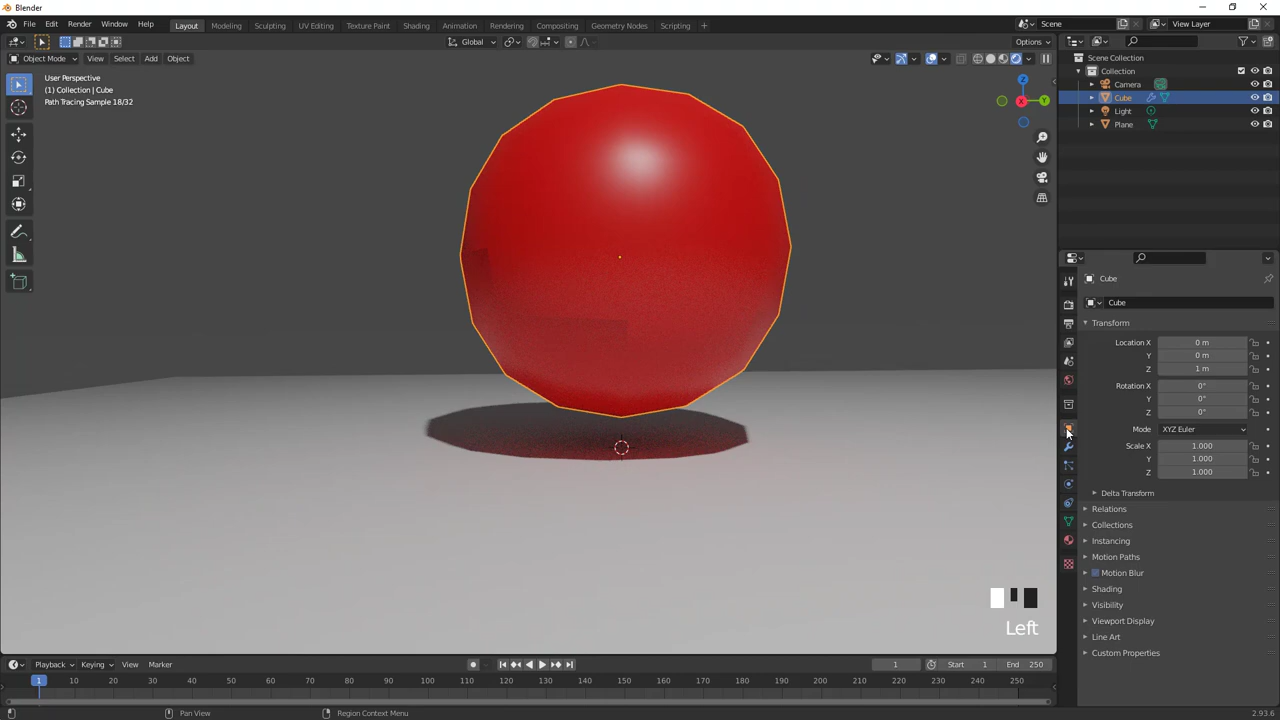 Blender
File Edit Render Window Help Layout Modeling Sculpting UV Editing Texture Paint Shading Animation Rendering Compositing Geometry Nodes Scripting + Scene View Layer
Global Options
Object Mode View Select Add Object
User Perspective
(1) Collection | Cube
Path Tracing Sample 18/32
Z
X Y
Scene Collection
Collection
Camera
Cube
Light
Plane
Cube
Cube
Transform
Location X 0 m
Y 0 m
Z 1 m
Rotation X 0°
Y 0°
Z 0°
Mode XYZ Euler
Scale X 1.000
Y 1.000
Z 1.000
Delta Transform
Relations
Collections
Instancing
Motion Paths
Motion Blur
Shading
Visibility
Viewport Display
Line Art
Custom Properties
Left
Playback Keying View Marker 1 Start 1 End 250
1 10 20 30 40 50 60 70 80 90 100 110 120 130 140 150 160 170 180 190 200 210 220 230 240 250
Pan View Region Context Menu 2.93.6